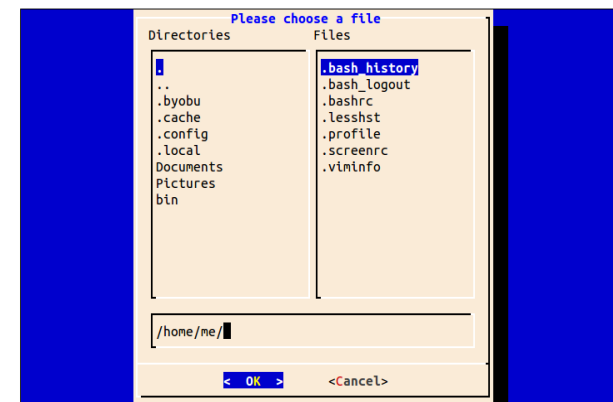 Please choose a file
Directories Files
. .bash_history
.. .bash_logout
.byobu .bashrc
.cache .lesshst
.config .profile
.local .screenrc
Documents .viminfo
Pictures
bin
/home/me/
< OK > <Cancel>